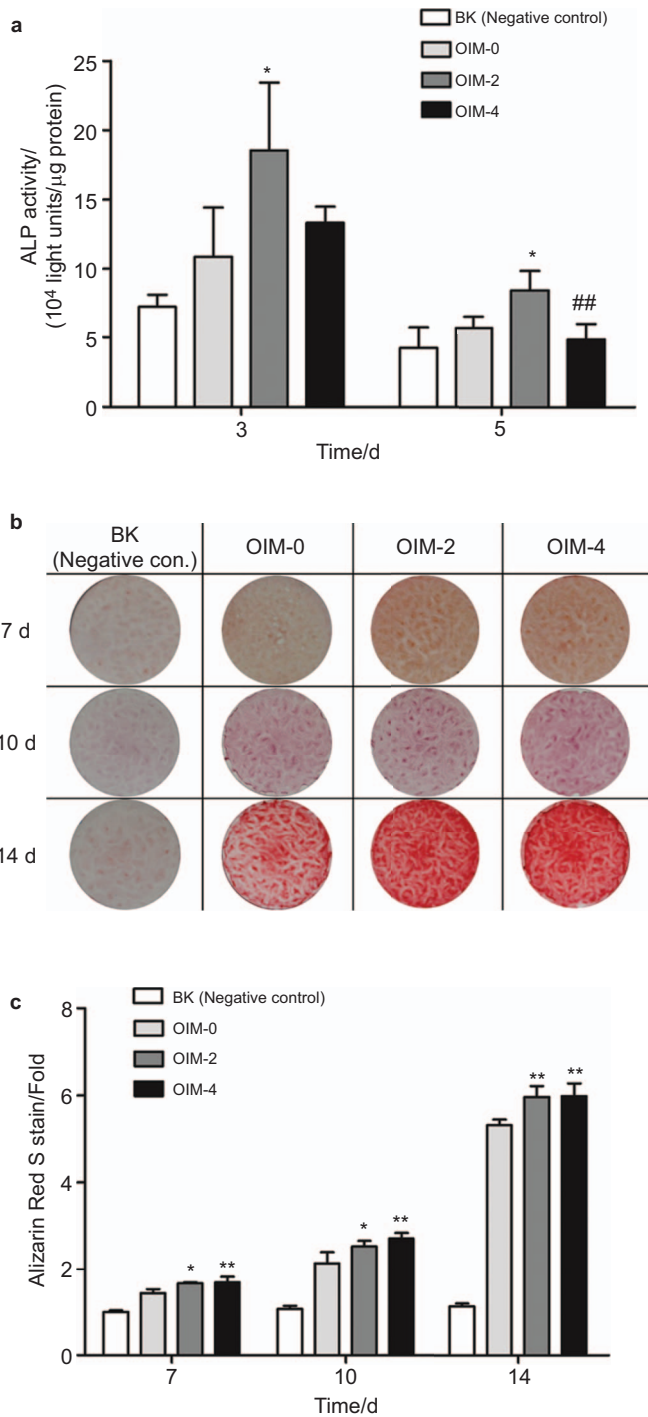 a
BK (Negative control)
OIM-0
OIM-2
OIM-4
ALP activity/
(10⁴ light units/µg protein)
25
20
15
10
5
0
*
*
##
3
5
Time/d
b
BK
(Negative con.)
OIM-0
OIM-2
OIM-4
7 d
10 d
14 d
c
BK (Negative control)
OIM-0
OIM-2
OIM-4
Alizarin Red S stain/Fold
8
6
4
2
0
*
**
*
**
**
**
7
10
14
Time/d